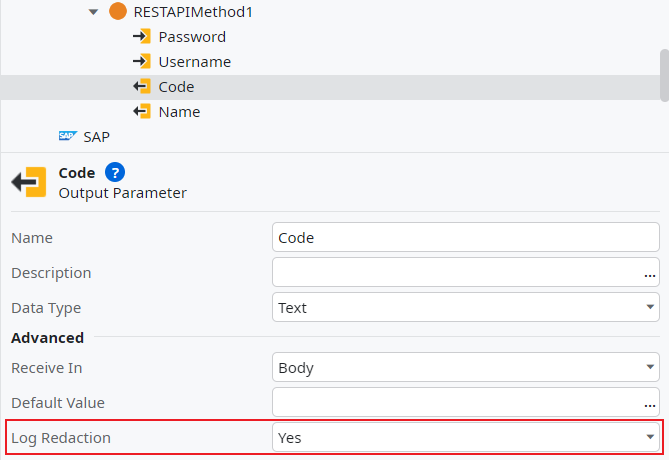 RESTAPIMethod1
Password
Username
Code
Name
SAP SAP
Code ?
Output Parameter
Name Code
Description ...
Data Type Text
Advanced
Receive In Body
Default Value ...
Log Redaction Yes